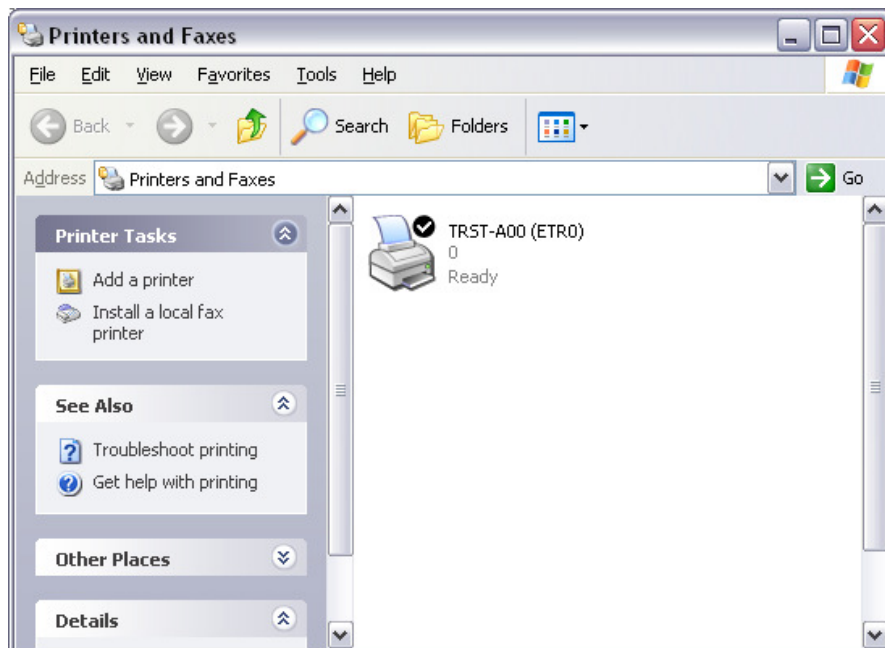 Printers and Faxes
File Edit View Favorites Tools Help
Back Search Folders
Address Printers and Faxes Go
Printer Tasks
Add a printer
Install a local fax
printer
See Also
Troubleshoot printing
Get help with printing
Other Places
Details
TRST-A00 (ETR0)
0
Ready